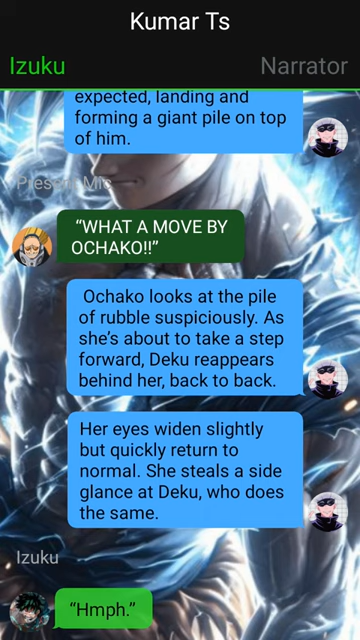 Kumar Ts
Izuku
Narrator
expected, landing and
forming a giant pile on top
of him.
Present Mic
“WHAT A MOVE BY
OCHAKO!!”
Ochako looks at the pile
of rubble suspiciously. As
she’s about to take a step
forward, Deku reappears
behind her, back to back.
Her eyes widen slightly
but quickly return to
normal. She steals a side
glance at Deku, who does
the same.
Izuku
“Hmph.”